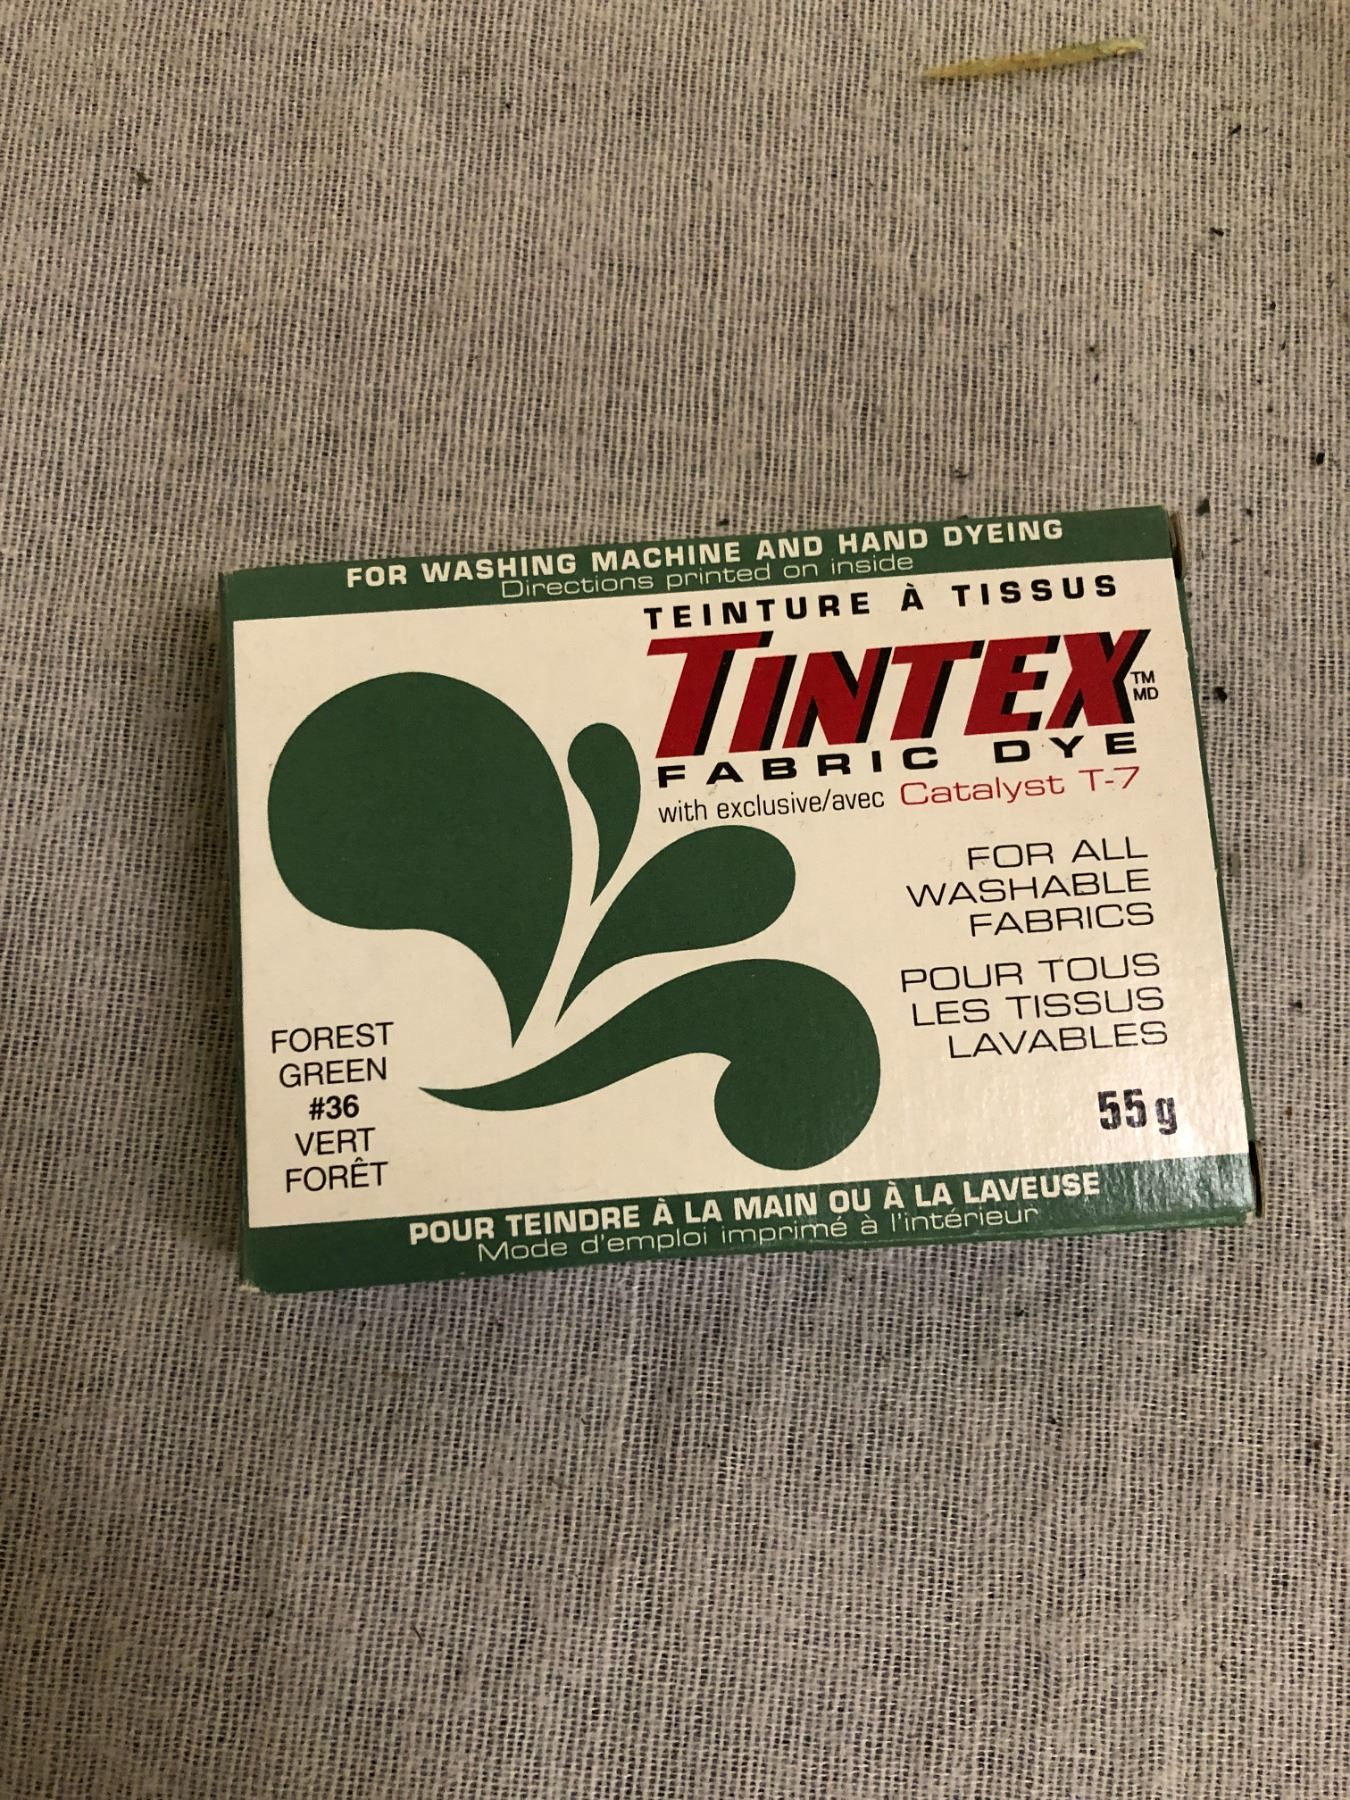 FOR WASHING MACHINE AND HAND DYEING
Directions printed on inside
TEINTURE À TISSUS
TINTEX TM MD
FABRIC DYE
with exclusive/avec Catalyst T-7
FOR ALL
WASHABLE
FABRICS
POUR TOUS
LES TISSUS
LAVABLES
FOREST
GREEN
#36
VERT
FORÊT
55 g
POUR TEINDRE À LA MAIN OU À LA LAVEUSE
Mode d'emploi imprimé à l'intérieur